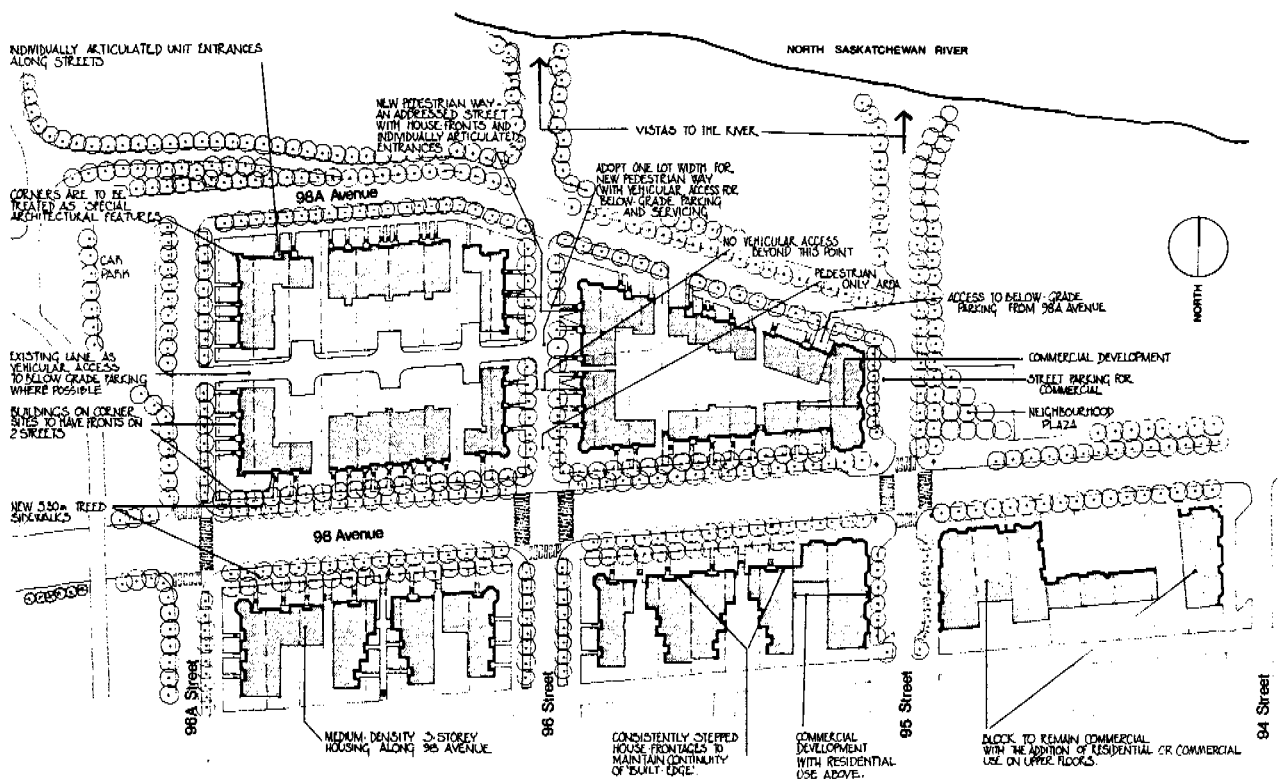 INDIVIDUALLY ARTICULATED UNIT ENTRANCES
ALONG STREETS
NORTH SASKATCHEWAN RIVER
NEW PEDESTRIAN WAY -
AN ADDRESSED STREET
WITH HOUSE FRONTS AND
INDIVIDUALLY ARTICULATED
ENTRANCES
VISTAS TO THE RIVER
ADOPT ONE LOT WIDTH FOR
NEW PEDESTRIAN WAY
(WITH VEHICULAR ACCESS FOR
BELOW-GRADE PARKING
AND SERVICING
98A Avenue
CORNERS ARE TO BE
TREATED AS SPECIAL
ARCHITECTURAL FEATURES
CAR
PARK
NO VEHICULAR ACCESS
BEYOND THIS POINT
PEDESTRIAN
ONLY AREA
NORTH
ACCESS TO BELOW-GRADE
PARKING FROM 98A AVENUE
EXISTING LANE AS
VEHICULAR ACCESS
TO BELOW GRADE PARKING
WHERE POSSIBLE
COMMERCIAL DEVELOPMENT
STREET PARKING FOR
COMMERCIAL
BUILDINGS ON CORNER
SITES TO HAVE FRONTS ON
2 STREETS
NEIGHBOURHOOD
PLAZA
NEW 5.50m TREED
SIDEWALKS
98 Avenue
96A Street
96 Street
95 Street
94 Street
MEDIUM-DENSITY 3-STOREY
HOUSING ALONG 98 AVENUE
CONSISTENTLY STEPPED
HOUSE-FRONTAGES TO
MAINTAIN CONTINUITY
OF 'BUILT-EDGE'.
COMMERCIAL
DEVELOPMENT
WITH RESIDENTIAL
USE ABOVE.
BLOCK TO REMAIN COMMERCIAL
WITH THE ADDITION OF RESIDENTIAL OR COMMERCIAL
USE ON UPPER FLOORS.